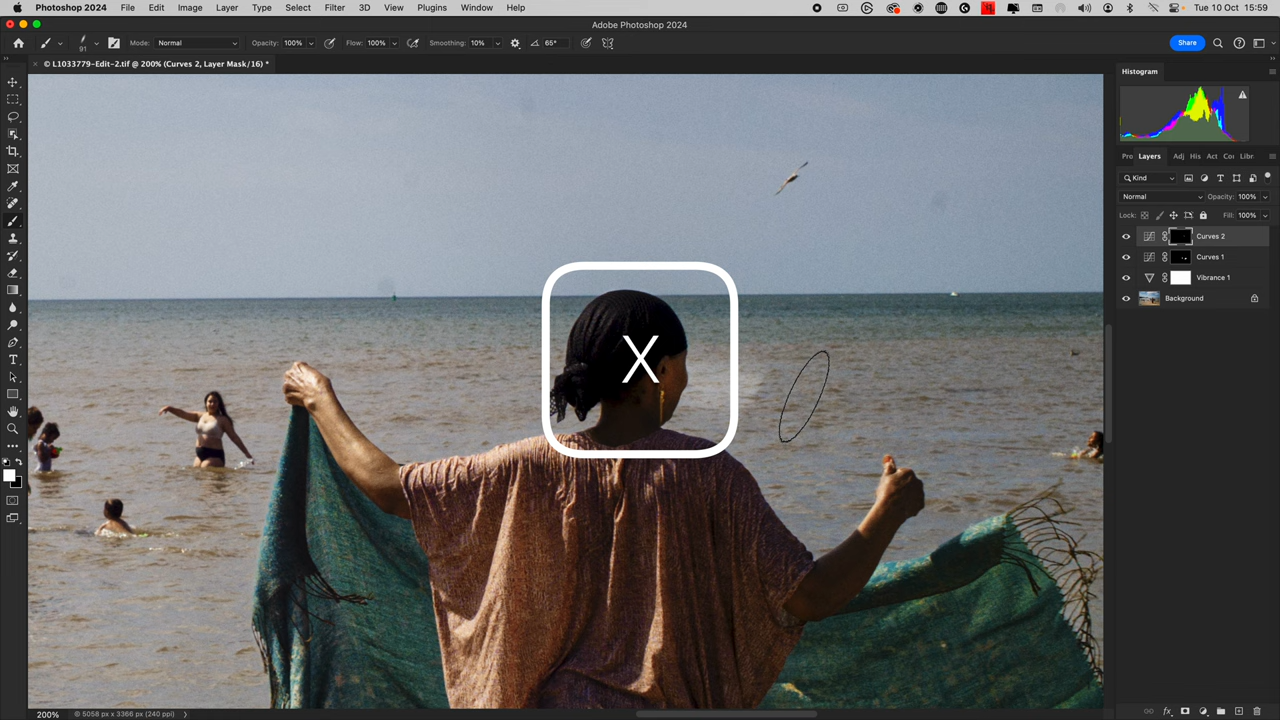 Photoshop 2024 File Edit Image Layer Type Select Filter 3D View Plugins Window Help Tue 10 Oct 15:59
Adobe Photoshop 2024
91 Mode: Normal Opacity: 100% Flow: 100% Smoothing: 10% 65° Share
© L1033779-Edit-2.tif @ 200% (Curves 2, Layer Mask/16) *
Histogram
Pro Layers Adj His Act Co Libr
Kind
Normal Opacity: 100%
Lock: Fill: 100%
Curves 2
Curves 1
Vibrance 1
Background
X
200% © 5058 px x 3366 px (240 ppi)